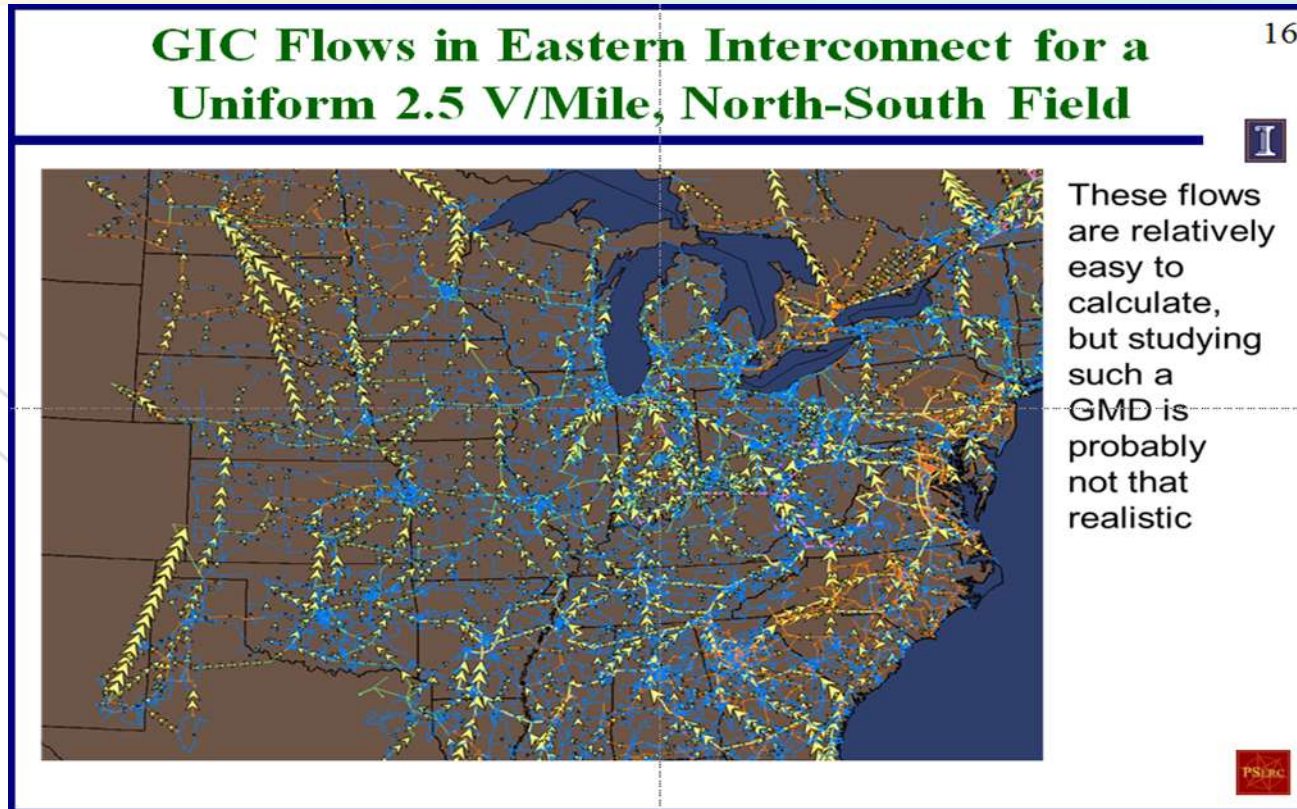 GIC Flows in Eastern Interconnect for a
Uniform 2.5 V/Mile, North-South Field
16
I
These flows
are relatively
easy to
calculate,
but studying
such a
GMD is
probably
not that
realistic
PSERC